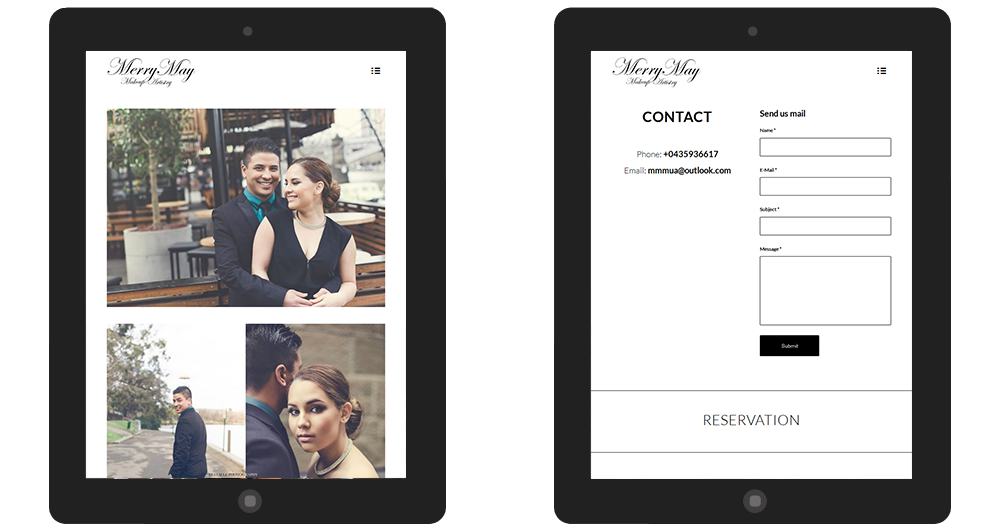 Merry May
Makeup Artistry
PHOTOGRAPHY
Merry May
Makeup Artistry
CONTACT
Phone: +0435936617
Email: mmmua@outlook.com
Send us mail
Name *
E-Mail *
Subject *
Message *
Submit
RESERVATION